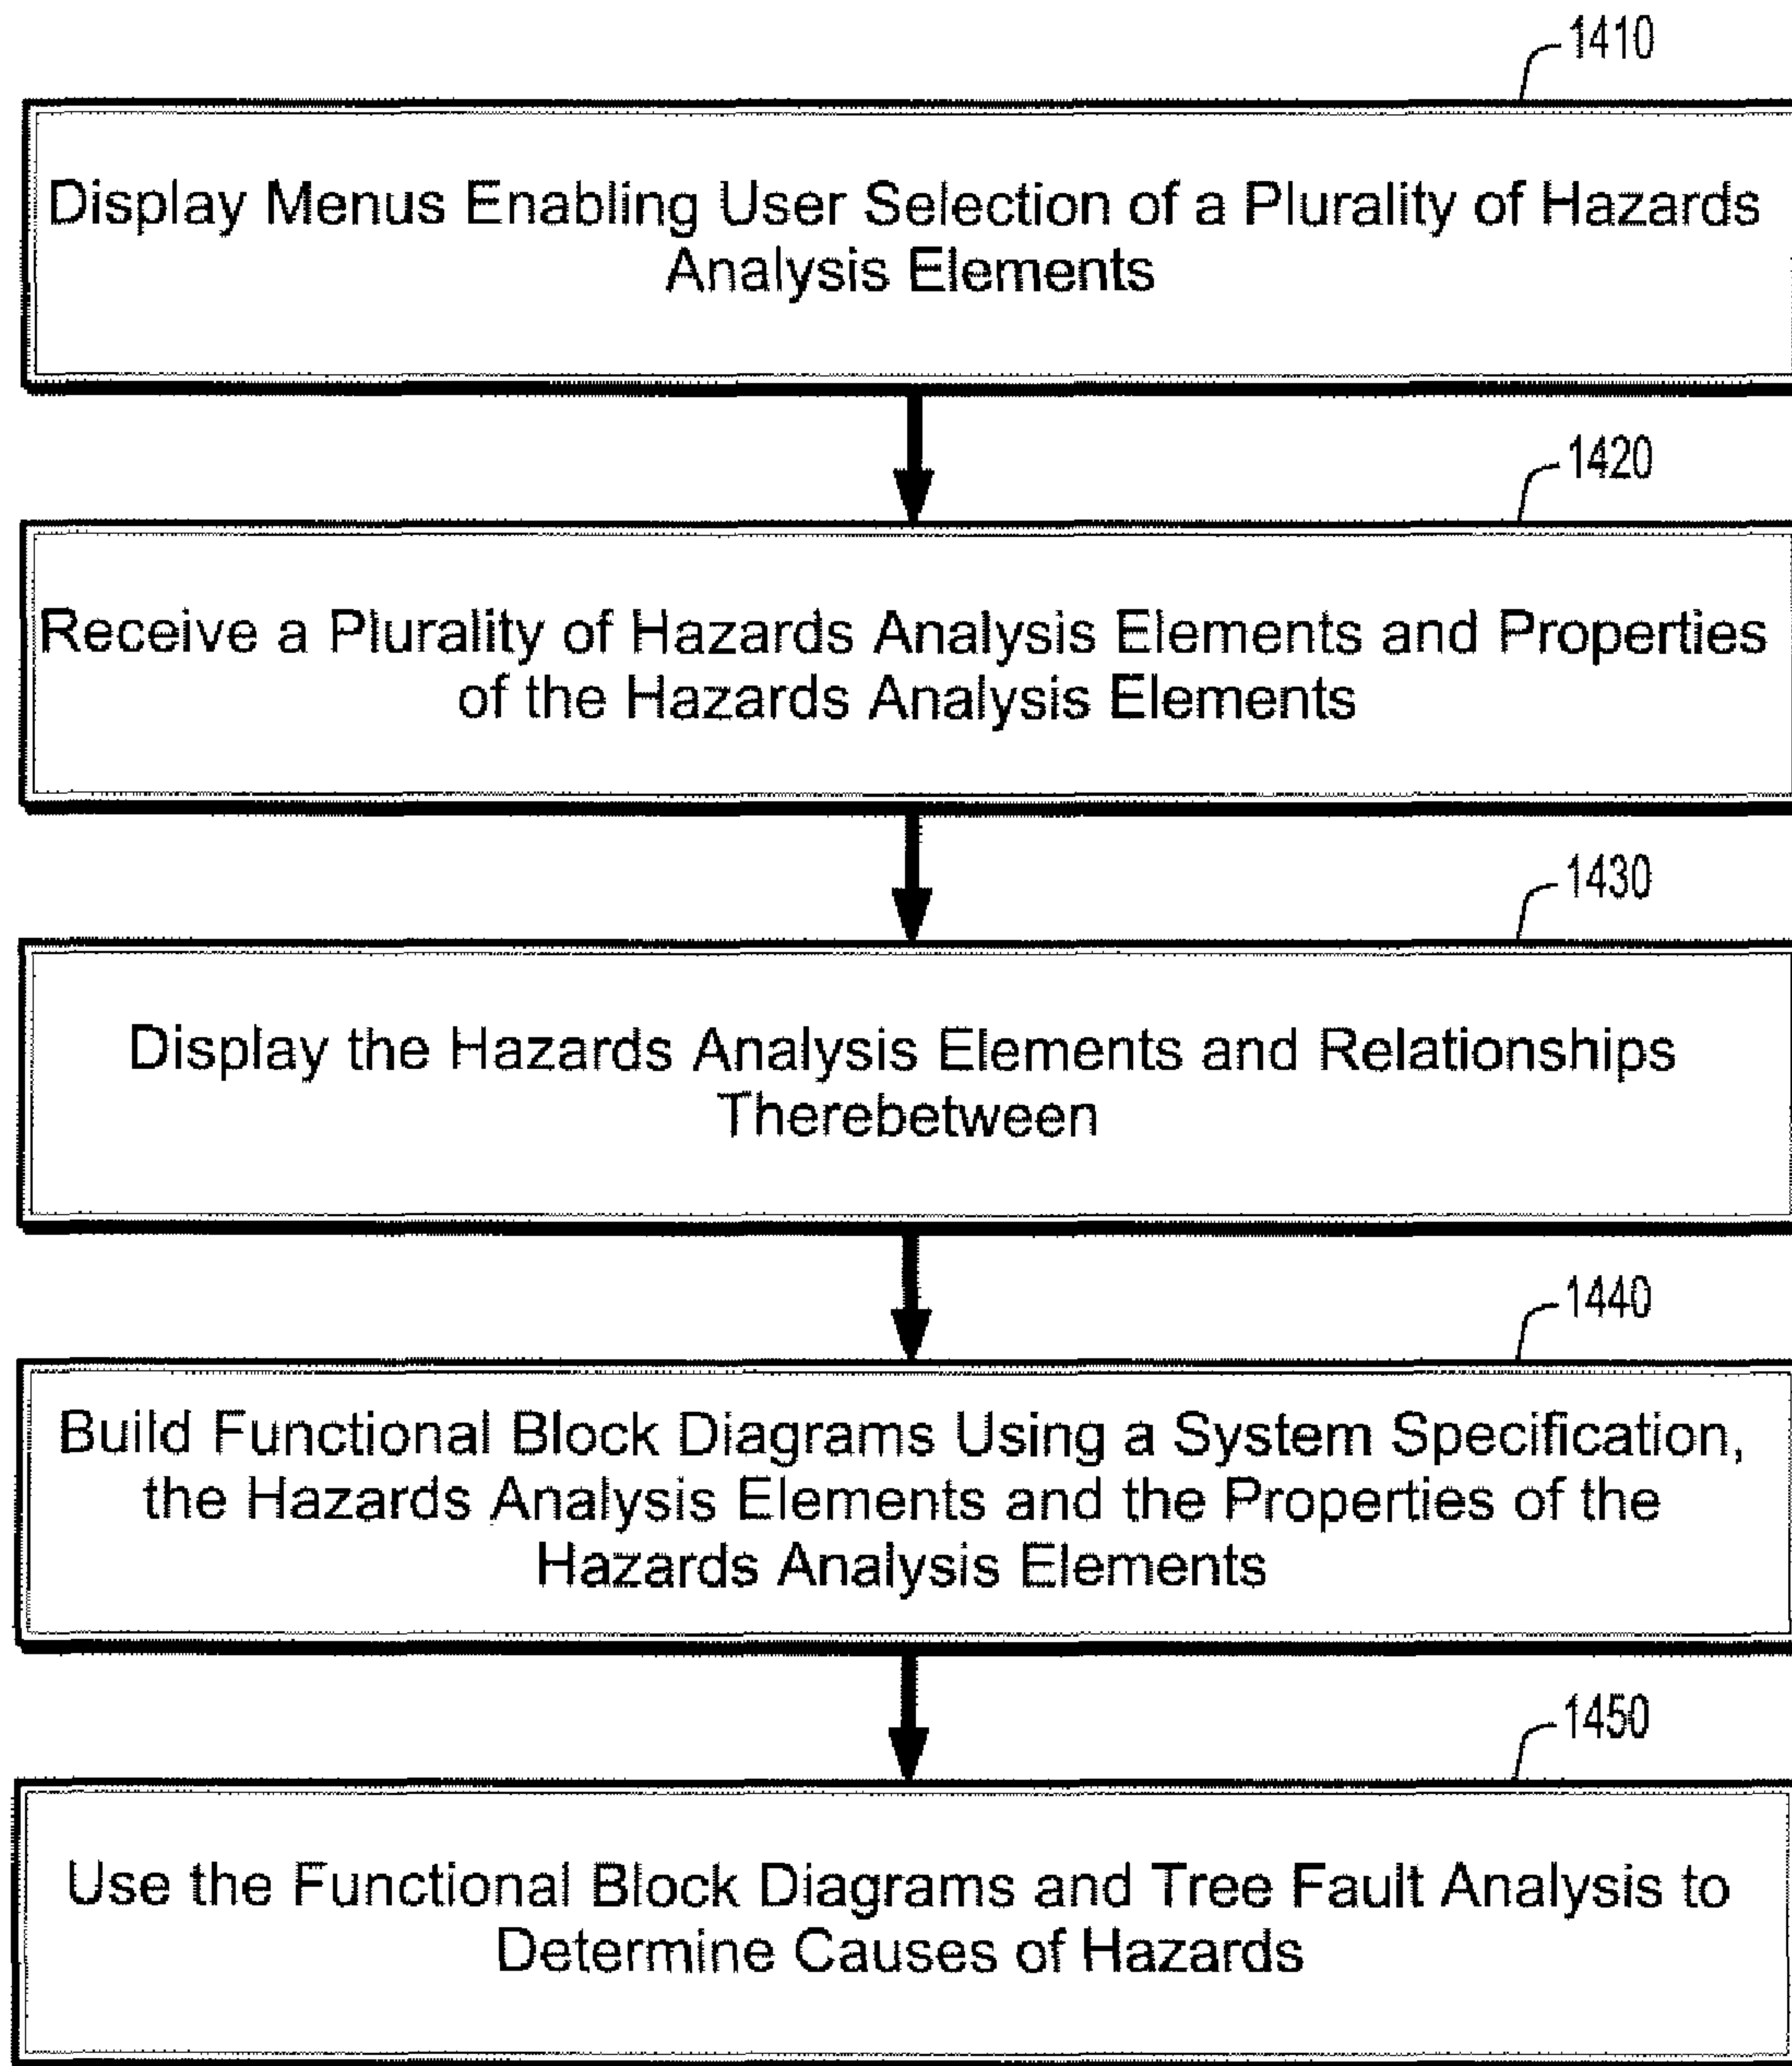 1410
Display Menus Enabling User Selection of a Plurality of Hazards
Analysis Elements
1420
Receive a Plurality of Hazards Analysis Elements and Properties
of the Hazards Analysis Elements
1430
Display the Hazards Analysis Elements and Relationships
Therebetween
1440
Build Functional Block Diagrams Using a System Specification,
the Hazards Analysis Elements and the Properties of the
Hazards Analysis Elements
1450
Use the Functional Block Diagrams and Tree Fault Analysis to
Determine Causes of Hazards